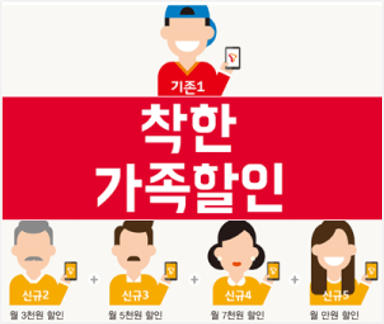 기존1
착한
가족할인
신규2 + 신규3 + 신규4 + 신규5
월 3천원 할인 월 5천원 할인 월 7천원 할인 월 만원 할인